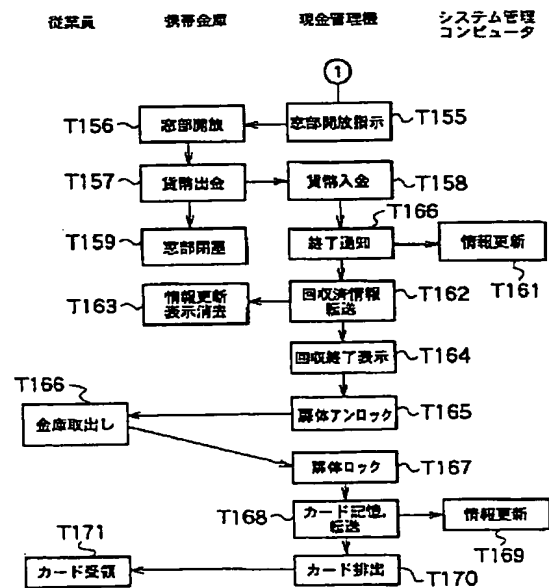 従業員 携帯金庫 現金管理機 システム管理
コンピュータ
1
T156 窓部開放 窓部開放指示 T155
T157 貨幣出金 貨幣入金 T158
T166
T159 窓部閉塞 終了通知 情報更新
T161
T163 情報更新 回収済情報 T162
表示消去 転送
回収終了表示 T164
T166
金庫取出し 扉体アンロック T165
扉体ロック T167
T168 カード記憶, 情報更新
転送
T171 T169
カード受領 カード排出 T170